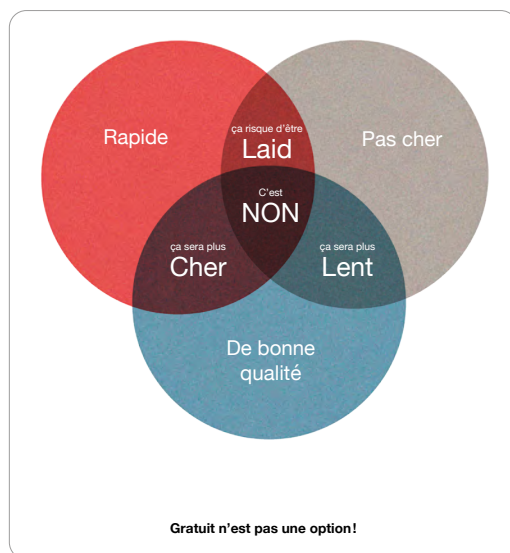 Rapide
ça risque d'être
Laid
Pas cher
C'est
NON
ça sera plus
Cher
ça sera plus
Lent
De bonne
qualité
Gratuit n'est pas une option !